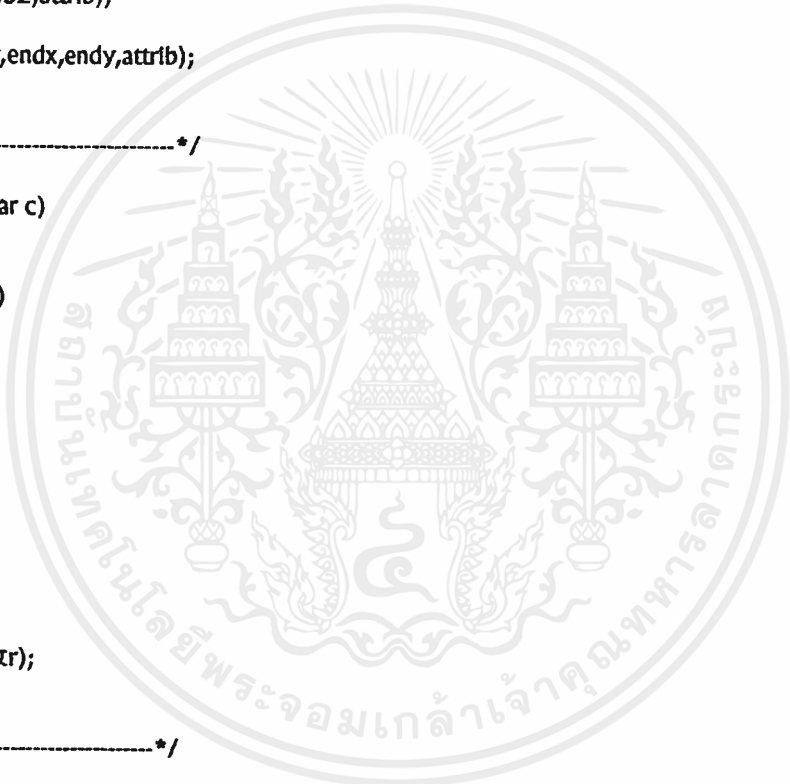 ,endx,endy,attrib);
-*/
ar c)
)
สถาบันเทคโนโลยีพระจอมเกล้าเจ้าคุณทหารลาดกระบัง
r);
-*/